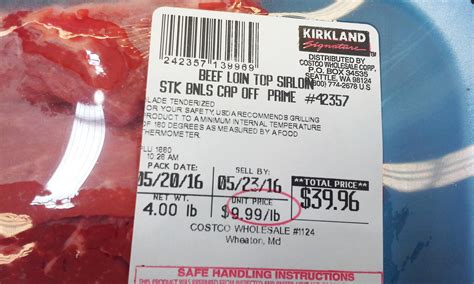 KIRKLAND
Signature
DISTRIBUTED BY
COSTCO WHOLESALE CORP.
P.O. BOX 34535
SEATTLE, WA 98124
1(800) 774-2678 U.S
242357 139969
BEEF LOIN TOP SIRLOIN
STK BNLS CAP OFF PRIME #42357
BLADE TENDERIZED
FOR YOUR SAFETY, USDA RECOMMENDS GRILLING
PRODUCT TO A MINIMUM INTERNAL TEMPERATURE
OF 160 DEGREES AS MEASURED BY A FOOD
THERMOMETER.
PLU 1660
10:26 AM
PACK DATE:
05/20/16
SELL BY:
05/23/16
**TOTAL PRICE**
$39.96
NET WT.
4.00 lb
UNIT PRICE
$9.99/lb
COSTCO WHOLESALE #1124
Wheaton, Md
SAFE HANDLING INSTRUCTIONS